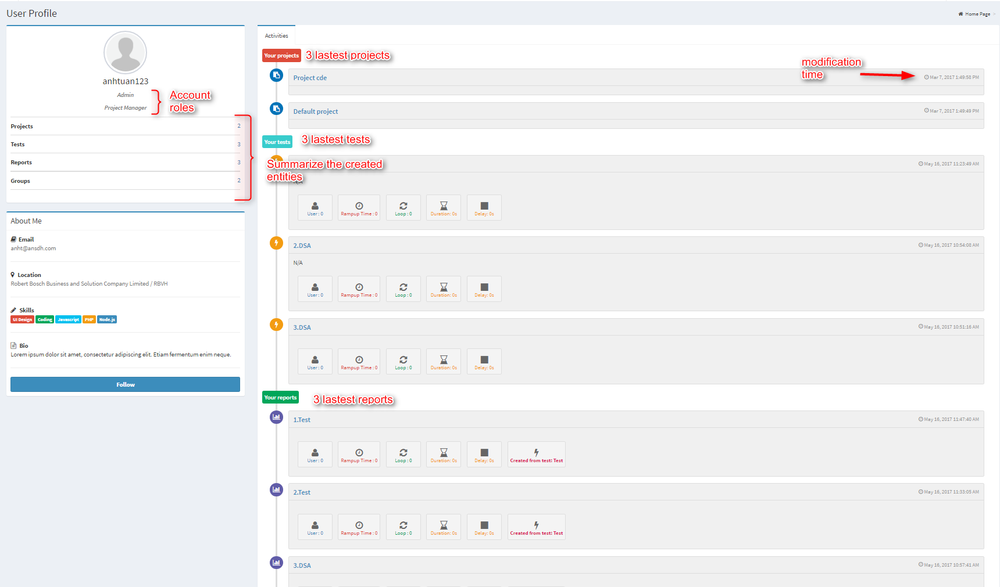 User Profile
Home Page >
anhtuan123
Admin
Project Manager
Account
roles
Projects 2
Tests 3
Reports 3
Groups 2
About Me
Email
anht@ansdh.com
Location
Robert Bosch Business and Solution Company Limited / RBVH
Skills
UI Design Coding Javascript PHP Node.js
Bio
Lorem ipsum dolor sit amet, consectetur adipiscing elit. Etiam fermentum enim neque.
Follow
Activities
Your projects 3 lastest projects
modification
time
Project cde Mar 7, 2017 1:49:58 PM
Default project Mar 7, 2017 1:49:49 PM
Your tests 3 lastest tests
Summarize the created
entities
May 16, 2017 11:23:49 AM
N/A
User : 0 Rampup Time : 0 Loop : 0 Duration: 0s Delay: 0s
2.DSA May 16, 2017 10:54:08 AM
N/A
User : 0 Rampup Time : 0 Loop : 0 Duration: 0s Delay: 0s
3.DSA May 16, 2017 10:51:16 AM
User : 0 Rampup Time : 0 Loop : 0 Duration: 0s Delay: 0s
Your reports 3 lastest reports
1.Test May 16, 2017 11:47:40 AM
User : 0 Rampup Time : 0 Loop : 0 Duration: 0s Delay: 0s Created from test: Test
2.Test May 16, 2017 11:33:05 AM
User : 0 Rampup Time : 0 Loop : 0 Duration: 0s Delay: 0s Created from test: Test
3.DSA May 16, 2017 10:57:41 AM